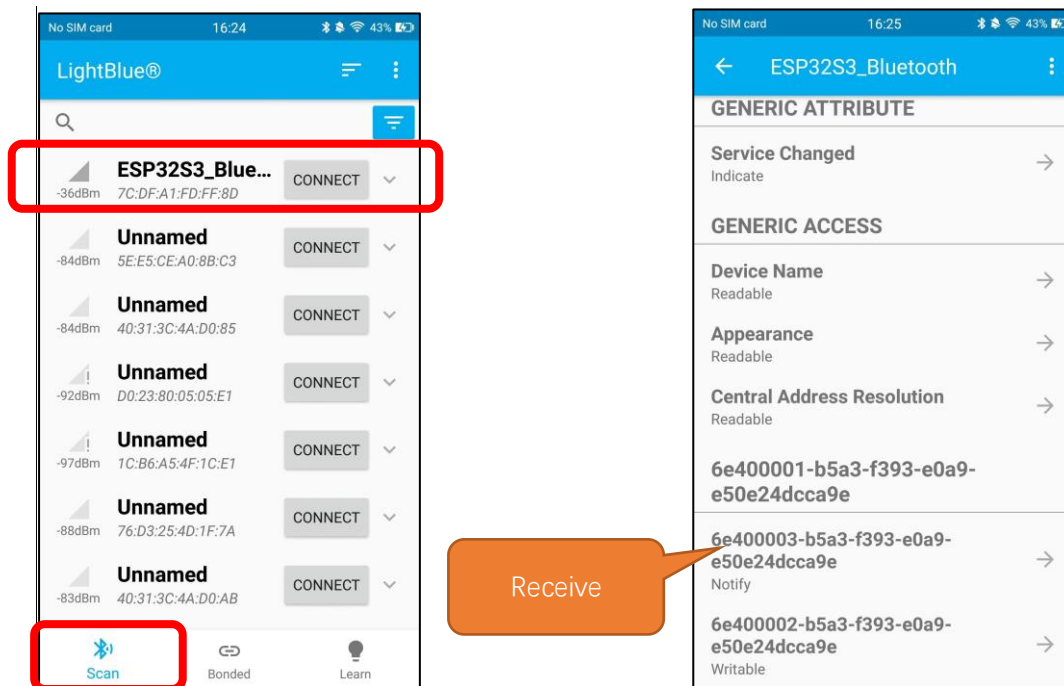 No SIM card 16:24 43%
LightBlue®
ESP32S3_Blue... CONNECT
-36dBm 7C:DF:A1:FD:FF:8D
Unnamed CONNECT
-84dBm 5E:E5:CE:A0:8B:C3
Unnamed CONNECT
-84dBm 40:31:3C:4A:D0:85
Unnamed CONNECT
-92dBm D0:23:80:05:05:E1
Unnamed CONNECT
-97dBm 1C:B6:A5:4F:1C:E1
Unnamed CONNECT
-88dBm 76:D3:25:4D:1F:7A
Unnamed CONNECT
-83dBm 40:31:3C:4A:D0:AB
Scan Bonded Learn
Receive
No SIM card 16:25 43%
ESP32S3_Bluetooth
GENERIC ATTRIBUTE
Service Changed
Indicate
GENERIC ACCESS
Device Name
Readable
Appearance
Readable
Central Address Resolution
Readable
6e400001-b5a3-f393-e0a9-
e50e24dcca9e
6e400003-b5a3-f393-e0a9-
e50e24dcca9e
Notify
6e400002-b5a3-f393-e0a9-
e50e24dcca9e
Writable